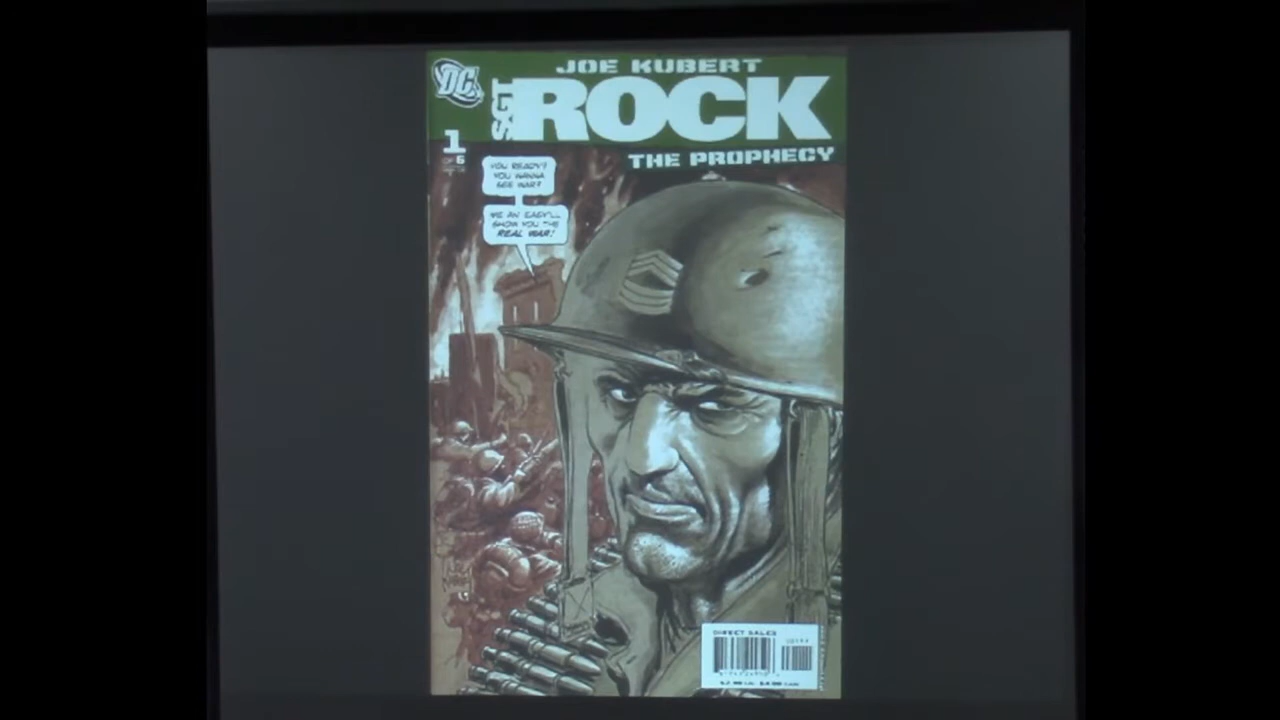 DC
JOE KUBERT
SGT
ROCK
THE PROPHECY
1
OF 6
YOU READY?
YOU WANNA
SEE WAR?
ME AN EASY'LL
SHOW YOU THE
REAL WAR!
DIRECT SALES